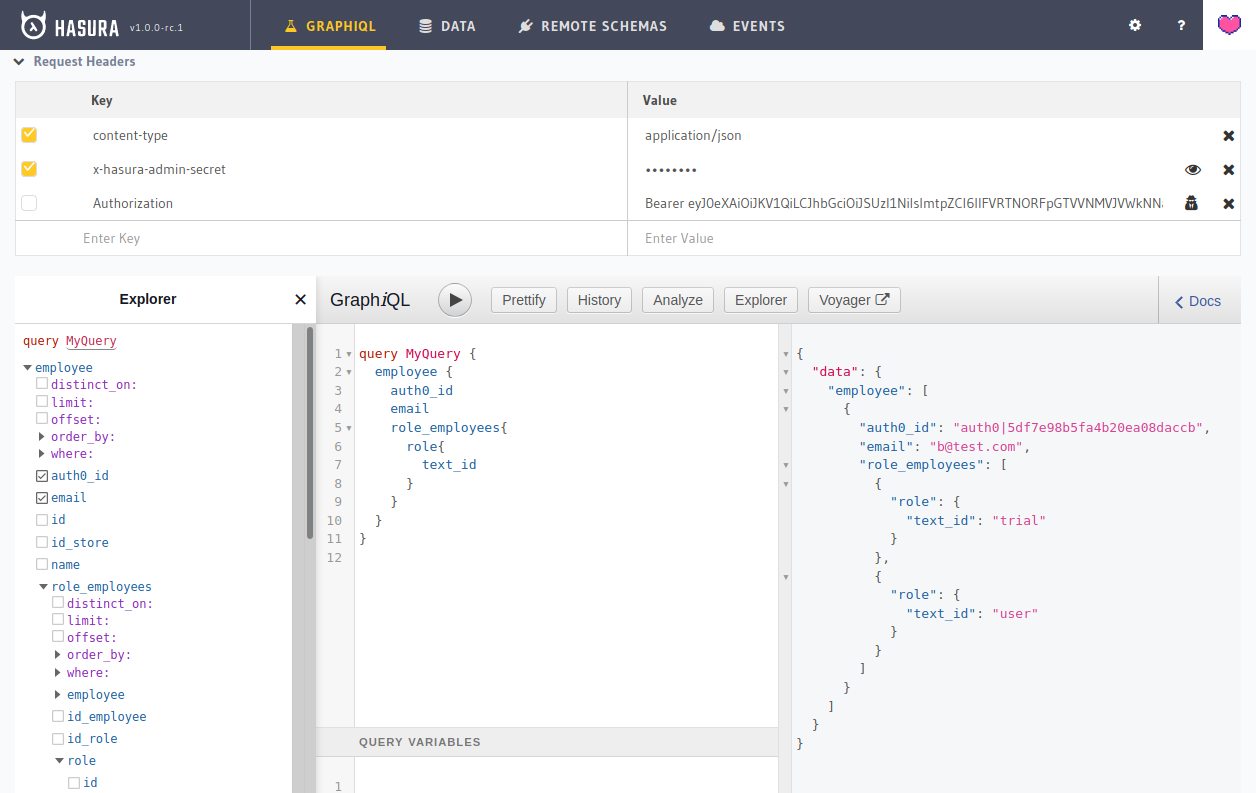 HASURA v1.0.0-rc.1 GRAPHIQL DATA REMOTE SCHEMAS EVENTS ?
Request Headers
Key Value
content-type application/json
x-hasura-admin-secret ••••••••
Authorization Bearer
Enter Key Enter Value
Explorer
GraphiQL Prettify History Analyze Explorer Voyager Docs
query MyQuery
employee
distinct_on:
limit:
offset:
order_by:
where:
auth0_id
email
id
id_store
name
role_employees
distinct_on:
limit:
offset:
order_by:
where:
employee
id_employee
id_role
role
id
1 query MyQuery {
2   employee {
3     auth0_id
4     email
5     role_employees{
6       role{
7         text_id
8       }
9     }
10   }
11 }
12
QUERY VARIABLES
1
{
  "data": {
    "employee": [
      {
        "auth0_id": "auth0|5df7e98b5fa4b20ea08daccb",
        "email": "b@test.com",
        "role_employees": [
          {
            "role": {
              "text_id": "trial"
            }
          },
          {
            "role": {
              "text_id": "user"
            }
          }
        ]
      }
    ]
  }
}